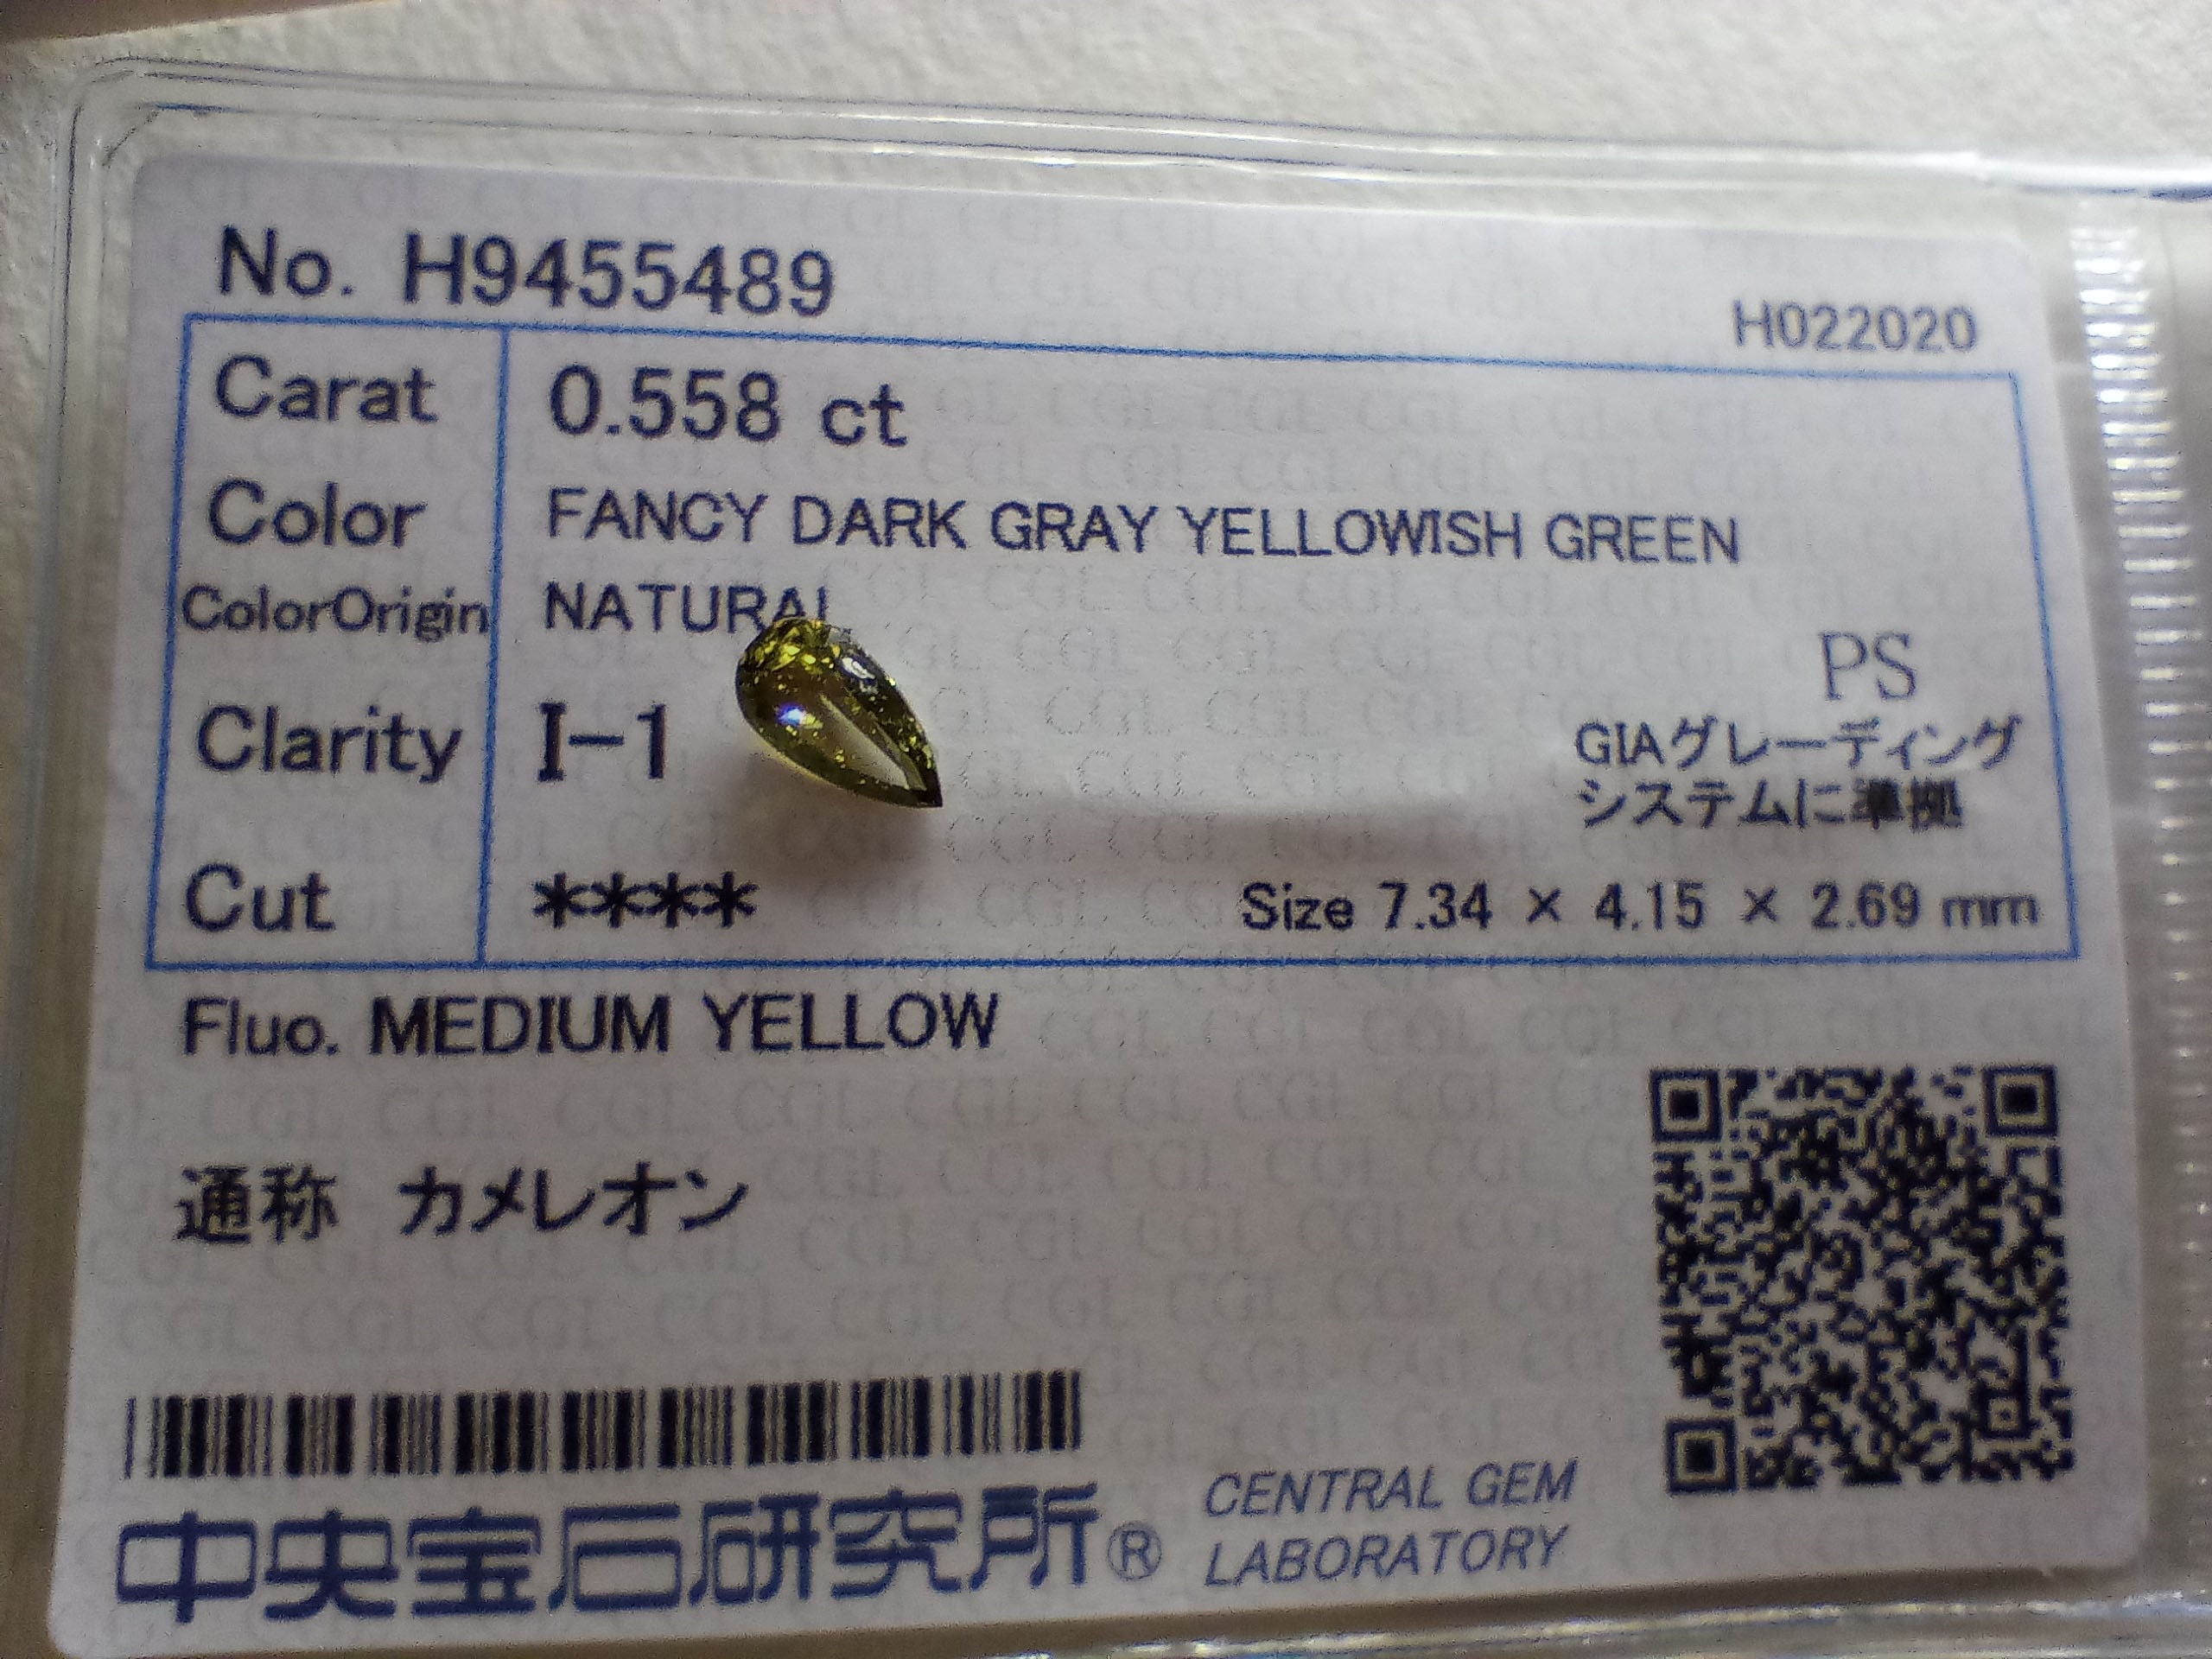 No. H9455489
H022020
Carat 0.558 ct
Color FANCY DARK GRAY YELLOWISH GREEN
ColorOrigin NATURAL
PS
Clarity I-1
GIAグレーディング
システムに準拠
Cut **** Size 7.34 × 4.15 × 2.69 mm
Fluo. MEDIUM YELLOW
通称 カメレオン
中央宝石研究所®
CENTRAL GEM
LABORATORY